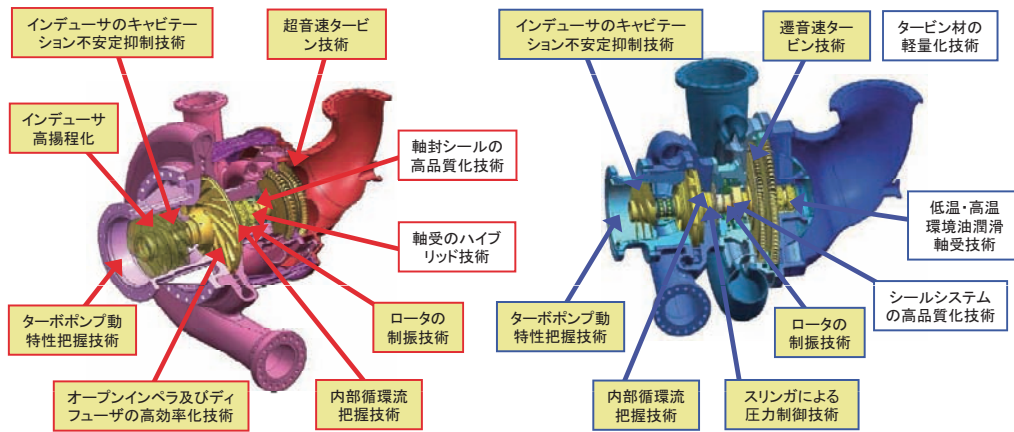 インデューサのキャビテ
ーション不安定抑制技術
超音速タービ
ン技術
インデューサ
高揚程化
軸封シールの
高品質化技術
軸受のハイブ
リッド技術
ターボポンプ動
特性把握技術
ロータの
制振技術
オープンインペラ及びディ
フューザの高効率化技術
内部循環流
把握技術
インデューサのキャビテ
ーション不安定抑制技術
遷音速ター
ビン技術
タービン材の
軽量化技術
低温・高温
環境油潤滑
軸受技術
シールシステム
の高品質化技術
ターボポンプ動
特性把握技術
ロータの
制振技術
内部循環流
把握技術
スリンガによる
圧力制御技術